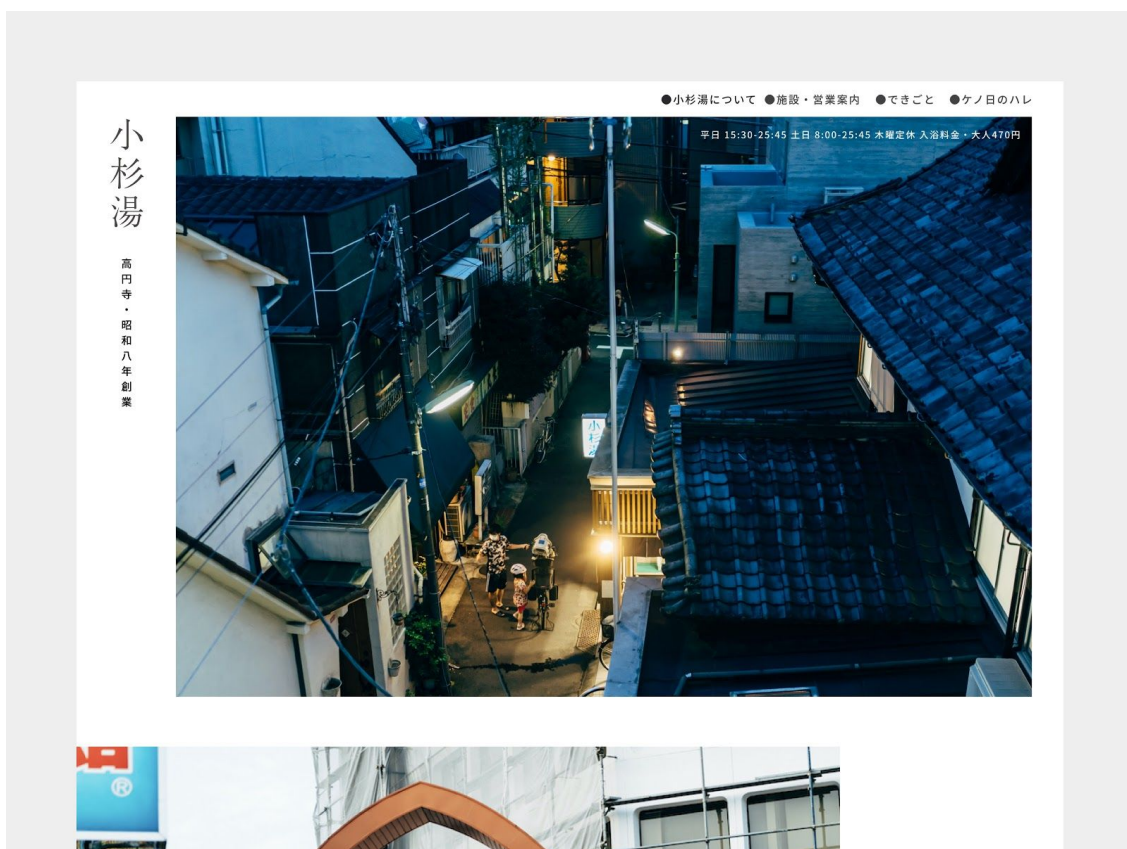 ●小杉湯について ●施設・営業案内 ●できごと ●ケノ日のハレ
平日 15:30-25:45 土日 8:00-25:45 木曜定休 入浴料金・大人470円
小杉湯
高円寺・昭和八年創業
小杉湯
®